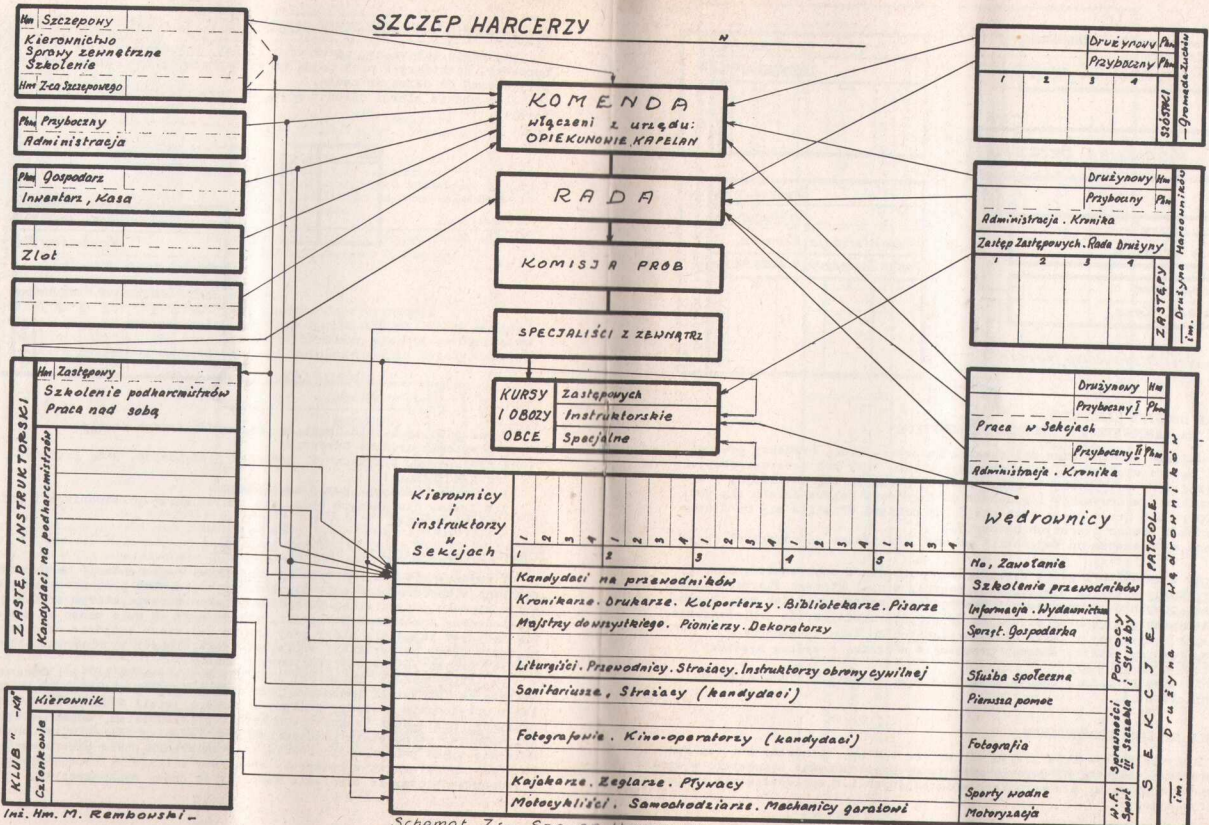 SZCZEP HARCERZY w
Hm Szczepowy
Kierownictwo
Sprawy zewnętrzne
Szkolenie
Hm Z-ca Szczepowego
Phm Przyboczny
Administracja
Phm Gospodarz
Inwentarz, Kasa
Zlot
ZASTĘP INSTRUKTORSKI
Hm Zastępowy
Szkolenie podharcmistrzów
Praca nad sobą
Kandydaci na podharcmistrzów
KLUB "-KA"
Kierownik
Członkowie
Inż. Hm. M. Rembowski
KOMENDA
włączeni z urzędu:
OPIEKUNOWIE, KAPELAN
RADA
KOMISJA PRÓB
SPECJALIŚCI Z ZEWNĄTRZ
KURSY
I OBOZY
OBCE
Zastępowych
Instruktorskie
Specjalne
Drużynowy Phm
Przyboczny Phm
1 2 3 4
SZÓSTKI
Gromada Zuchów
Drużynowy Hm
Przyboczny Phm
Administracja. Kronika
Zastęp Zastępowych. Rada Drużyny
1 2 3 4
ZASTĘPY
im. Drużyna Harcowników
Drużynowy Hm
Przyboczny I Phm
Praca w Sekcjach
Przyboczny II Phm
Administracja. Kronika
Kierownicy
i
instruktorzy
w
Sekcjach
1 2 3 4 1 2 3 4 1 2 3 4 1 2 3 4 1 2 3 4
1 2 3 4 5
Wędrownicy
No, Zawołanie
PATROLE
Kandydaci na przewodników
Szkolenie przewodników
Kronikarze. Drukarze. Kolporterzy. Bibliotekarze. Pisarze
Informacja. Wydawnictwa
Majstrzy dowszystkiego. Pionierzy. Dekoratorzy
Sprzęt. Gospodarka
Liturgiści. Przewodnicy. Strażacy. Instruktorzy obrony cywilnej
Służba społeczna
Sanitariusze, Strażacy (kandydaci)
Pierwsza pomoc
Fotografowie. Kino-operatorzy (kandydaci)
Fotografia
Kajakarze. Żeglarze. Pływacy
Sporty wodne
Motocykliści. Samochodziarze. Mechanicy garażowi
Motoryzacja
Pomocy
i Służby
Sprawności
III Szczebla
W.F. i
Sport
SEKCJE
im. Drużyna Wędrowników
Schemat